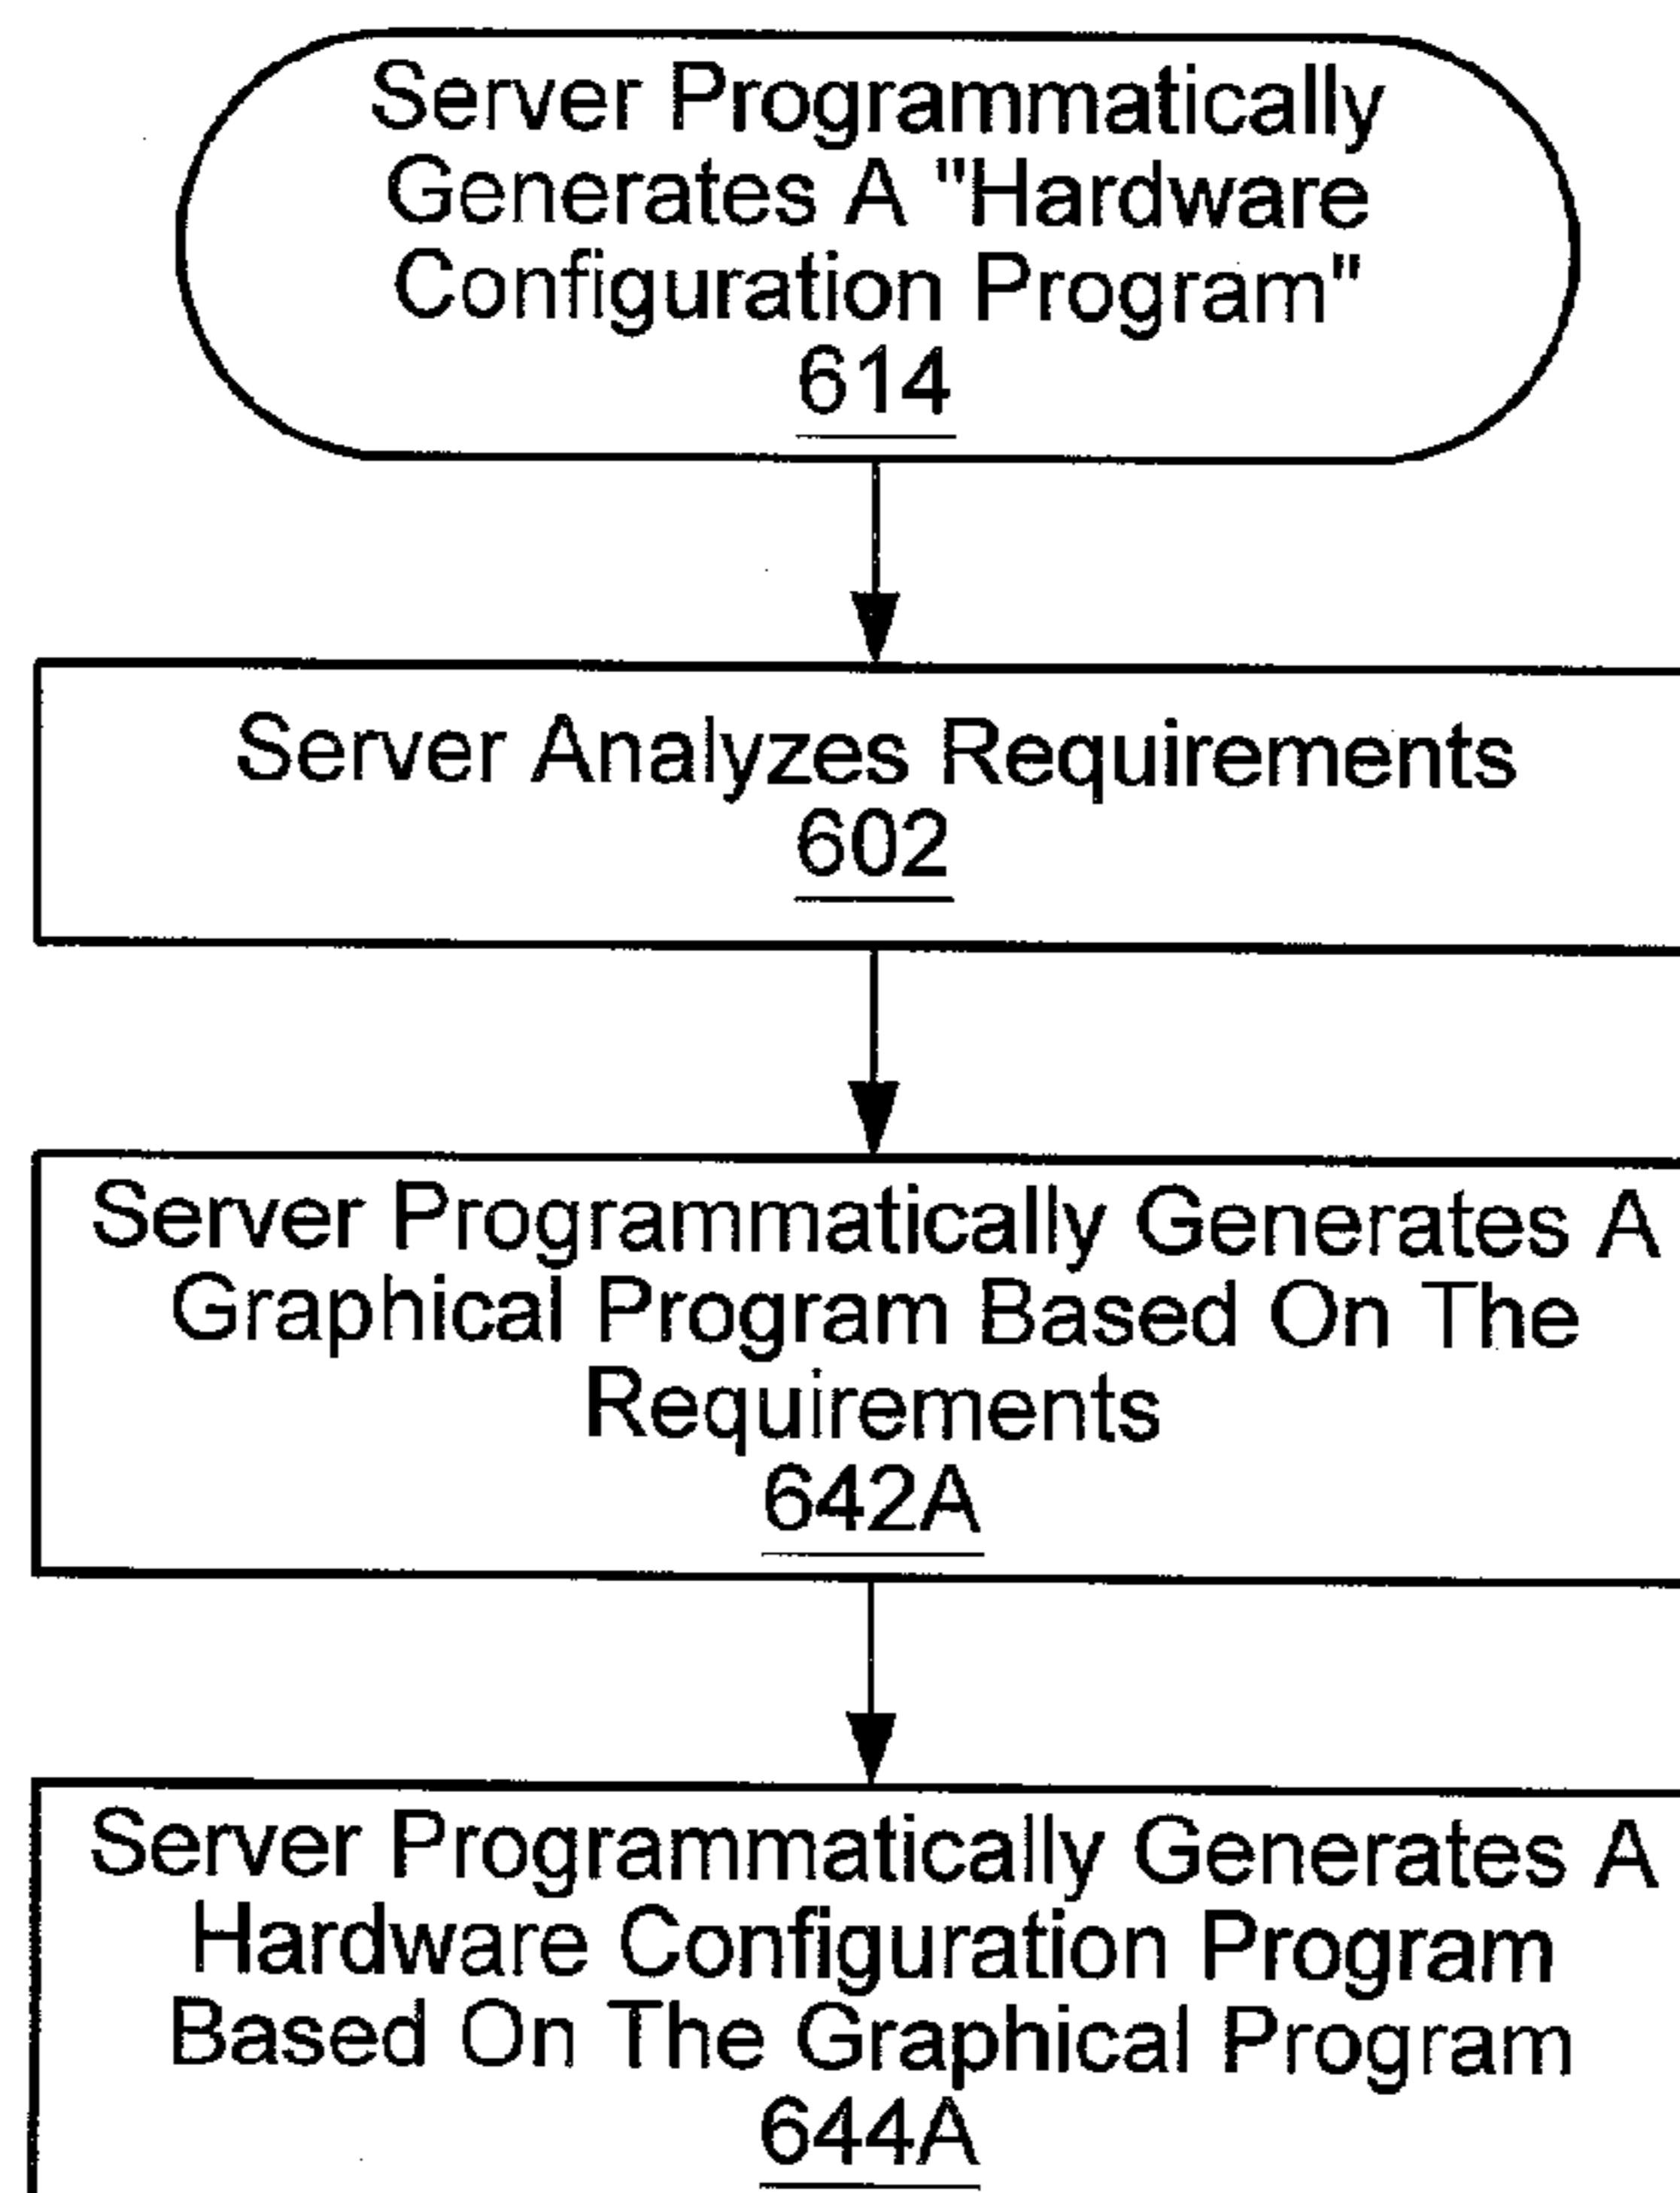 Server Programmatically
Generates A "Hardware
Configuration Program"
614
Server Analyzes Requirements
602
Server Programmatically Generates A
Graphical Program Based On The
Requirements
642A
Server Programmatically Generates A
Hardware Configuration Program
Based On The Graphical Program
644A